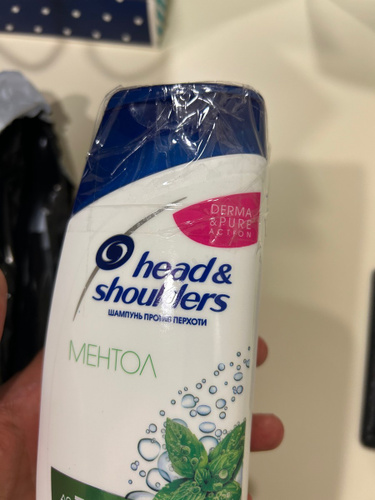 DERMA
&PURE
ACTION
head&
shoulders
ШАМПУНЬ ПРОТИВ ПЕРХОТИ
МЕНТОЛ